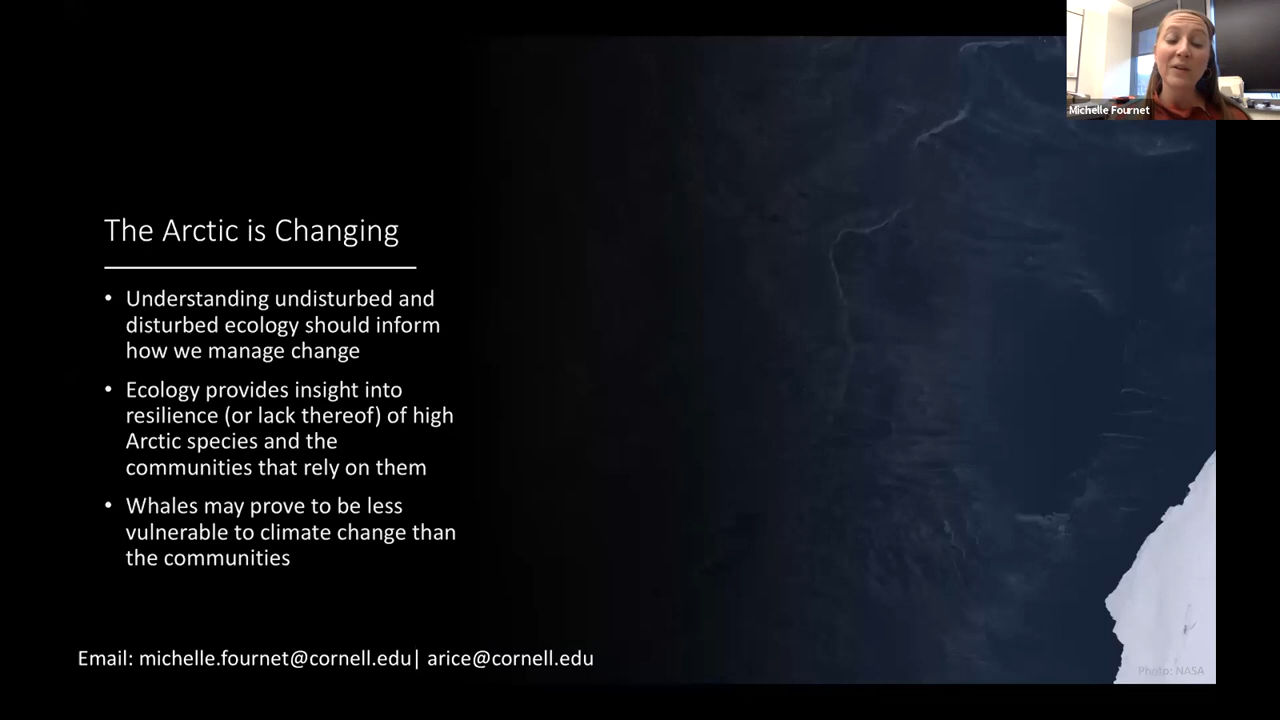 Michelle Fournet
The Arctic is Changing
• Understanding undisturbed and
disturbed ecology should inform
how we manage change
• Ecology provides insight into
resilience (or lack thereof) of high
Arctic species and the
communities that rely on them
• Whales may prove to be less
vulnerable to climate change than
the communities
Email: michelle.fournet@cornell.edu| arice@cornell.edu
Photo: NASA